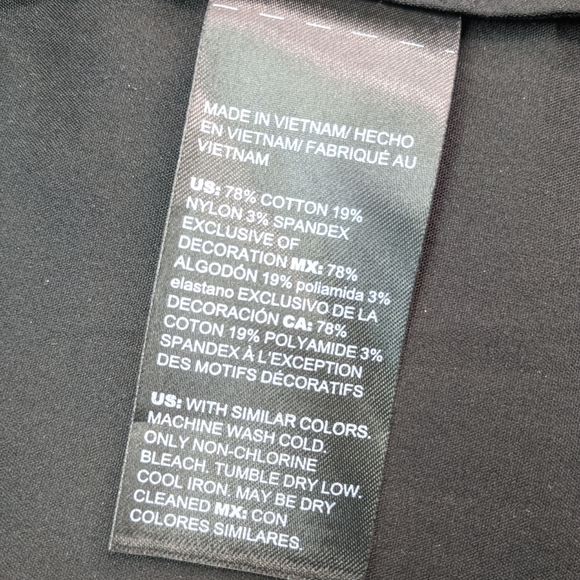 MADE IN VIETNAM/ HECHO
EN VIETNAM/ FABRIQUÉ AU
VIETNAM
US: 78% COTTON 19%
NYLON 3% SPANDEX
EXCLUSIVE OF
DECORATION MX: 78%
ALGODÓN 19% poliamida 3%
elastano EXCLUSIVO DE LA
DECORACIÓN CA: 78%
COTON 19% POLYAMIDE 3%
SPANDEX À L'EXCEPTION
DES MOTIFS DÉCORATIFS
US: WITH SIMILAR COLORS.
MACHINE WASH COLD.
ONLY NON-CHLORINE
BLEACH. TUMBLE DRY LOW.
COOL IRON. MAY BE DRY
CLEANED MX: CON
COLORES SIMILARES.